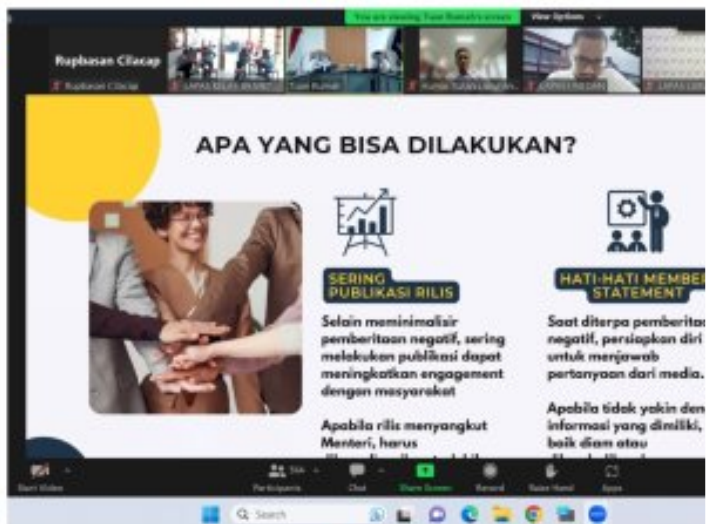 You are viewing Tuan Rumah's screen
View Options
Rupbasan Cilacap
Rupbasan Cilacap
Tuan Rumah
APA YANG BISA DILAKUKAN?
SERING
PUBLIKASI RILIS
Selain meminimalisir
pemberitaan negatif, sering
melakukan publikasi dapat
meningkatkan engagement
dengan masyarakat
Apabila rilis menyangkut
Menteri, harus
HATI-HATI MEMBER
STATEMENT
Saat diterpa pemberitaa
negatif, persiapkan diri
untuk menjawab
pertanyaan dari media.
Apabila tidak yakin den
informasi yang dimiliki,
baik diam atau
Start Video
Participants
Chat
Share Screen
Record
Raise Hand
Apps
Search